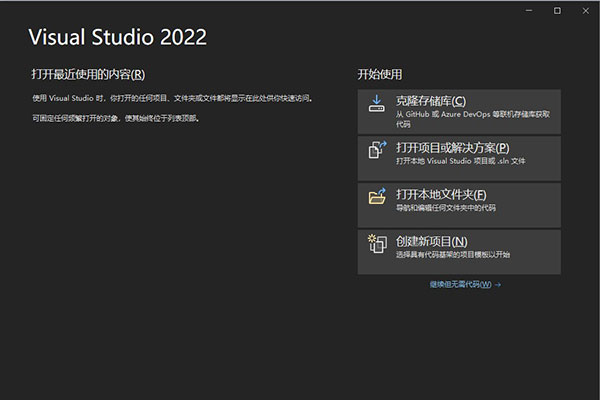 Visual Studio 2022
打开最近使用的内容(R)
使用 Visual Studio 时，你打开的任何项目、文件夹或文件都将显示在此处供你快速访问。
可固定任何频繁打开的对象，使其始终位于列表顶部。
开始使用
克隆存储库(C)
从 GitHub 或 Azure DevOps 等联机存储库获取
代码
打开项目或解决方案(P)
打开本地 Visual Studio 项目或 .sln 文件
打开本地文件夹(F)
导航和编辑任何文件夹中的代码
创建新项目(N)
选择具有代码基架的项目模板以开始
继续但无需代码(W) →